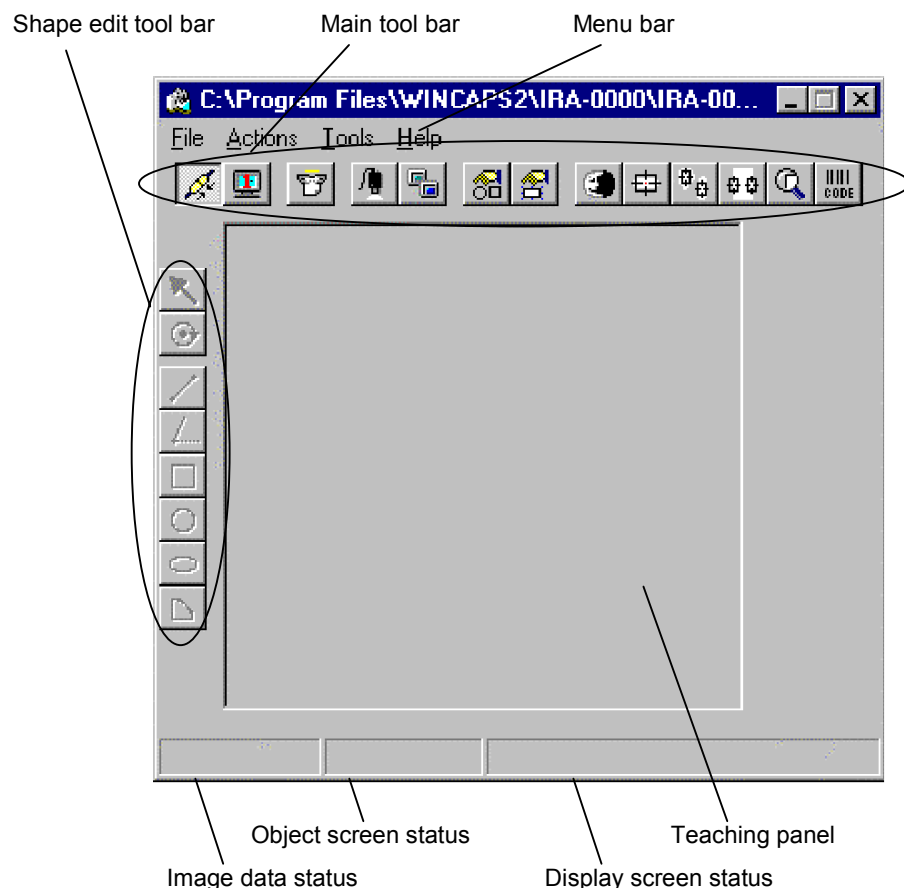 Shape edit tool bar Main tool bar Menu bar
C:\Program Files\WINCAPS2\IRA-0000\IRA-00...
File Actions Tools Help
CODE
Object screen status Teaching panel
Image data status Display screen status